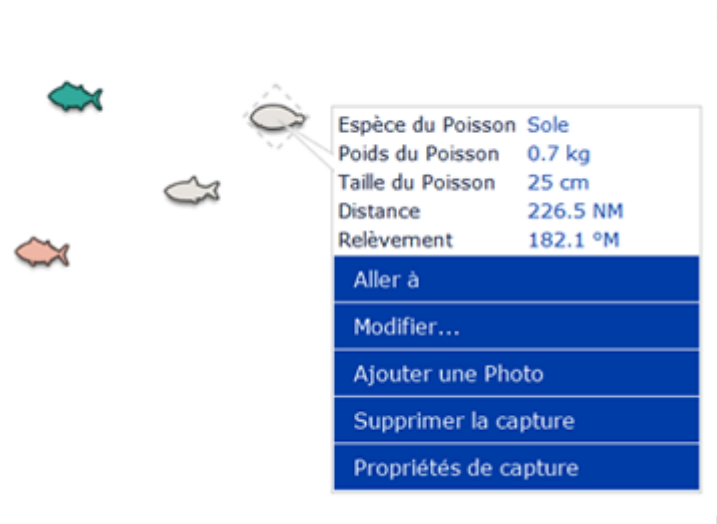 Espèce du Poisson Sole
Poids du Poisson 0.7 kg
Taille du Poisson 25 cm
Distance 226.5 NM
Relèvement 182.1 °M
Aller à
Modifier...
Ajouter une Photo
Supprimer la capture
Propriétés de capture